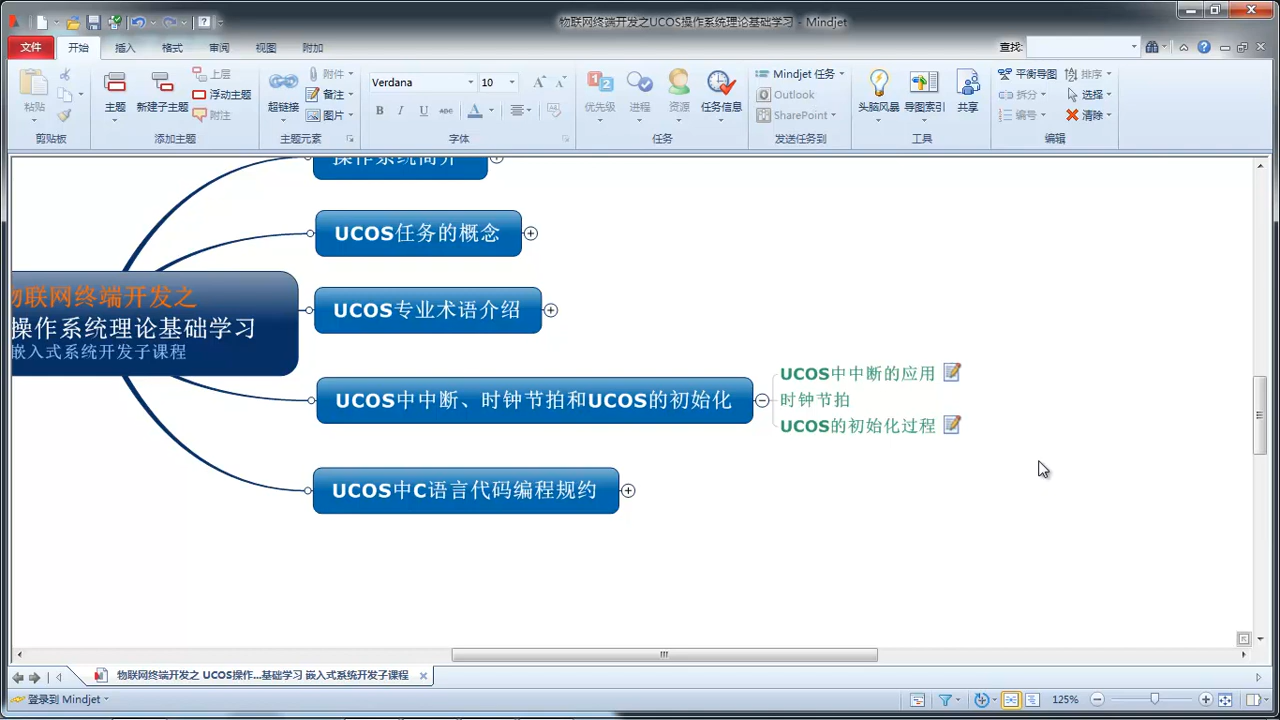 物联网终端开发之UCOS操作系统理论基础学习 - Mindjet
文件 开始 插入 格式 审阅 视图 附加 查找:
粘贴
剪贴板
主题 新建子主题 上层 浮动主题 附注
添加主题
超链接 附件 备注 图片
主题元素
Verdana 10
B I U abc A
字体
优先级 进程 资源 任务信息
任务
Mindjet 任务 Outlook SharePoint
发送任务到
头脑风景 导图索引 共享
工具
平衡导图 排序 拆分 选择 编号 清除
编辑
操作系统简介
UCOS任务的概念
物联网终端开发之
操作系统理论基础学习
嵌入式系统开发子课程
UCOS专业术语介绍
UCOS中中断、时钟节拍和UCOS的初始化
UCOS中中断的应用
时钟节拍
UCOS的初始化过程
UCOS中C语言代码编程规约
物联网终端开发之 UCOS操作...基础学习 嵌入式系统开发子课程
登录到 Mindjet 125%